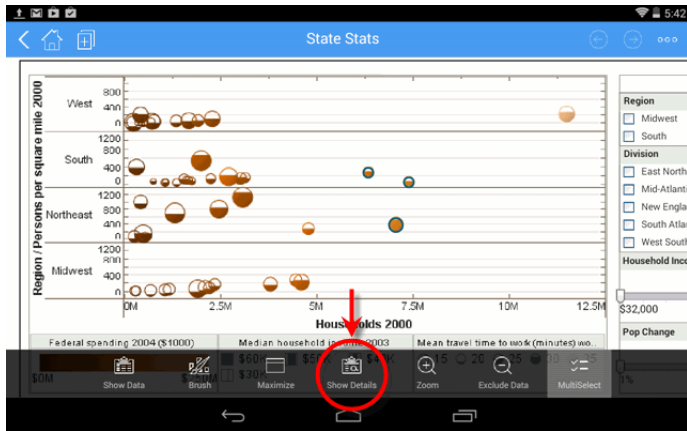 5:42
State Stats
Region / Persons per square mile 2000
West
800
400
0
South
1200
800
400
0
Northeast
1200
800
400
0
Midwest
1200
800
400
0
0M 2.5M 5M 7.5M 10M 12.5M
Households 2000
Federal spending 2004 ($1000)
Median household 2003
Mean travel time to work (minutes) wo..
$0M
$60K
$30K
15 20 25
Region
Midwest
South
Division
East North
Mid-Atlanti
New Engla
South Atla
West South
Household Inco
$32,000
Pop Change
1%
Show Data
Brush
Maximize
Show Details
Zoom
Exclude Data
MultiSelect